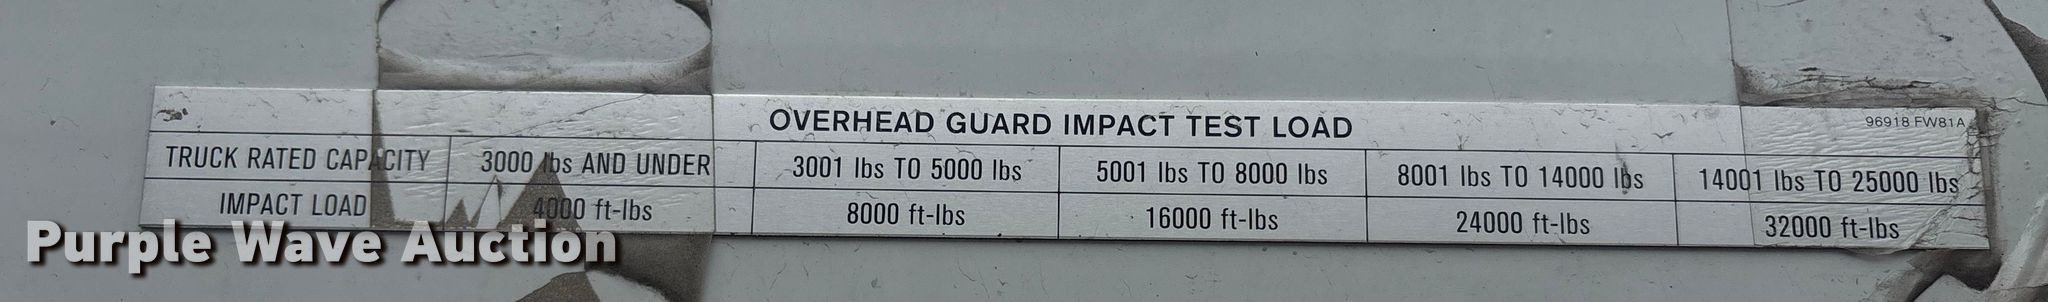 OVERHEAD GUARD IMPACT TEST LOAD
96918 FW81A
TRUCK RATED CAPACITY 3000 lbs AND UNDER 3001 lbs TO 5000 lbs 5001 lbs TO 8000 lbs 8001 lbs TO 14000 lbs 14001 lbs TO 25000 lbs
IMPACT LOAD 4000 ft-lbs 8000 ft-lbs 16000 ft-lbs 24000 ft-lbs 32000 ft-lbs
Purple Wave Auction